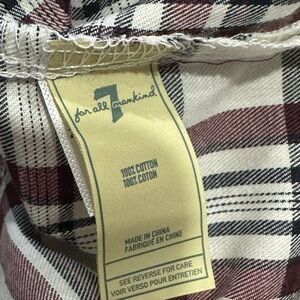 7
for all mankind
100% COTTON
100% COTON
MADE IN CHINA
FABRIQUÉ EN CHINE
SEE REVERSE FOR CARE
VOIR VERSO POUR ENTRETIEN